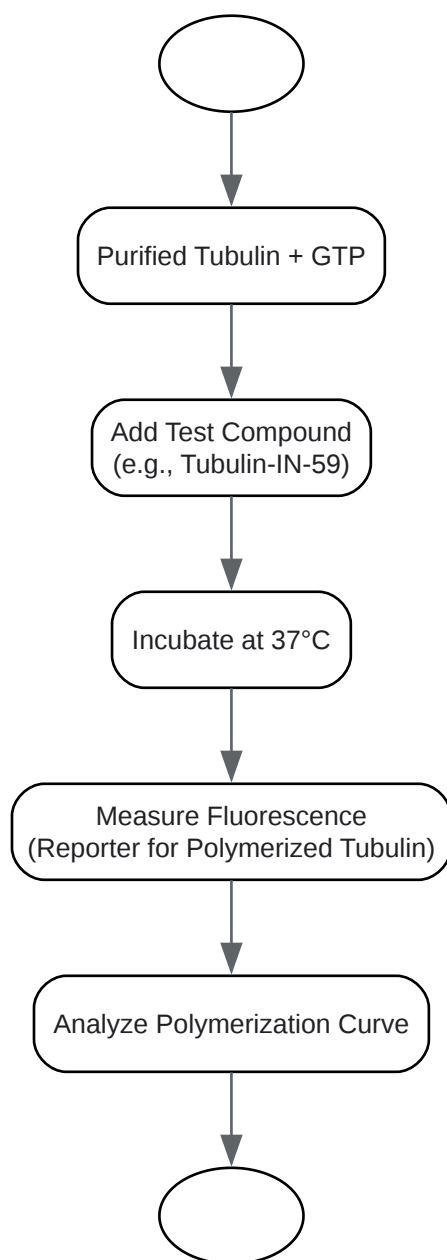 Purified Tubulin + GTP
Add Test Compound
(e.g., Tubulin-IN-59)
Incubate at 37°C
Measure Fluorescence
(Reporter for Polymerized Tubulin)
Analyze Polymerization Curve